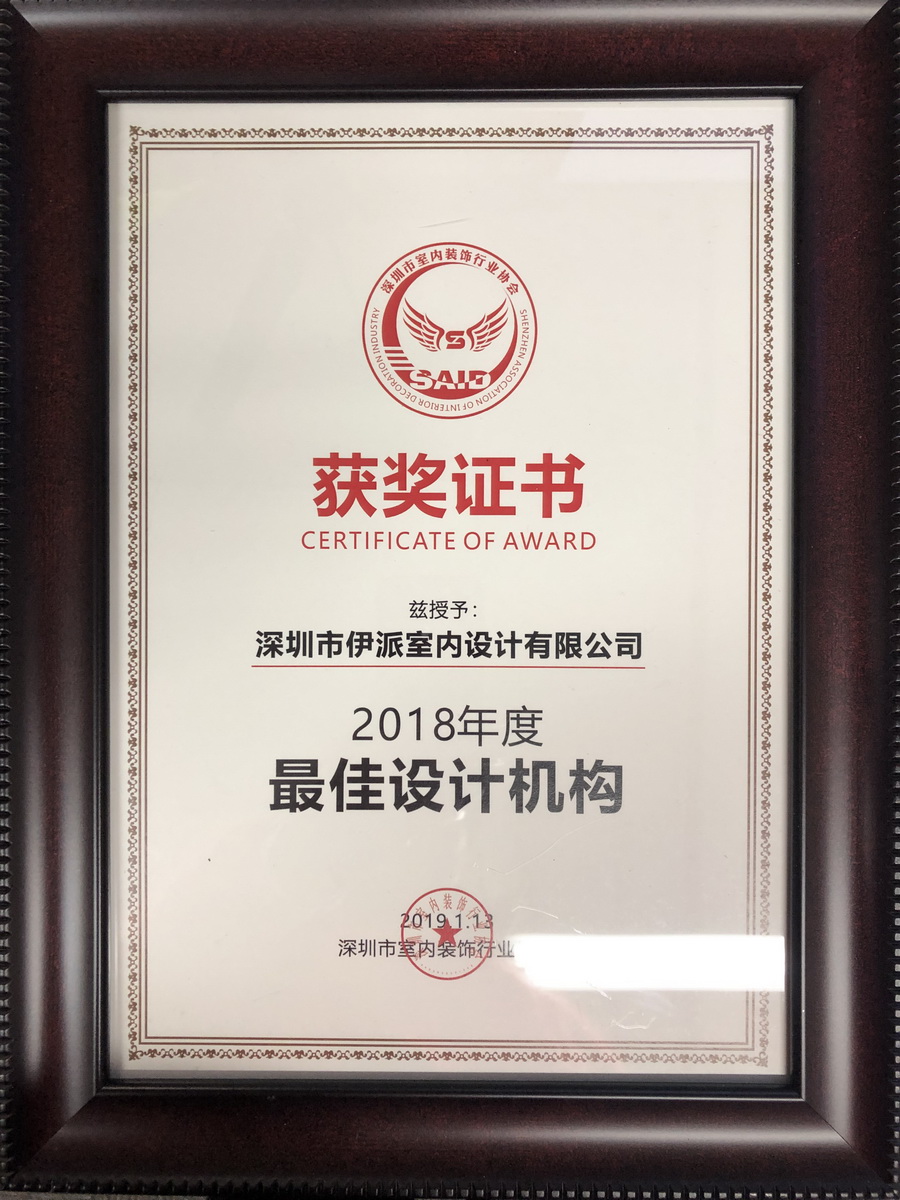 深圳市室内装饰行业协会
SHENZHEN ASSOCIATION OF INTERIOR DECORATION INDUSTRY
S
SAID
获奖证书
CERTIFICATE OF AWARD
兹授予：
深圳市伊派室内设计有限公司
2018年度
最佳设计机构
2019.1.13
深圳市室内装饰行业